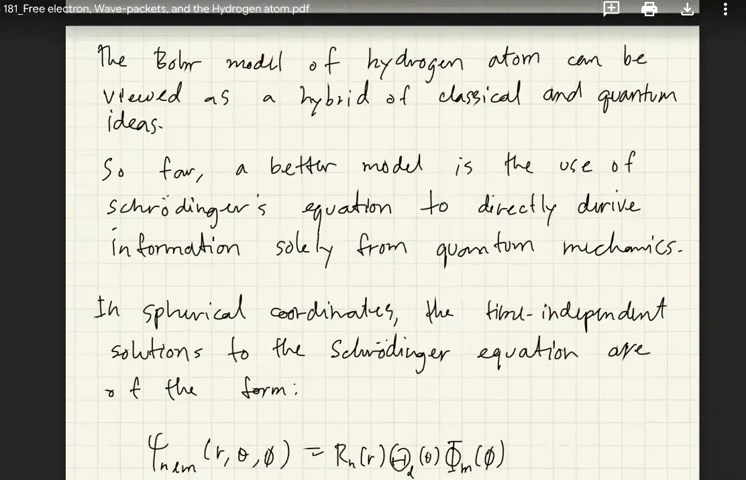 181_Free electron, Wave-packets, and the Hydrogen atom.pdf
The Bohr model of hydrogen atom can be
viewed as a hybrid of classical and quantum
ideas.
So far, a better model is the use of
schrödinger's equation to directly derive
information solely from quantum mechanics.
In spherical coordinates, the time-independent
solutions to the Schrödinger equation are
of the form:
Ψₙₗₘ (r, θ, ϕ) = Rₙ(r)Θₗ(θ)Φₘ(ϕ)